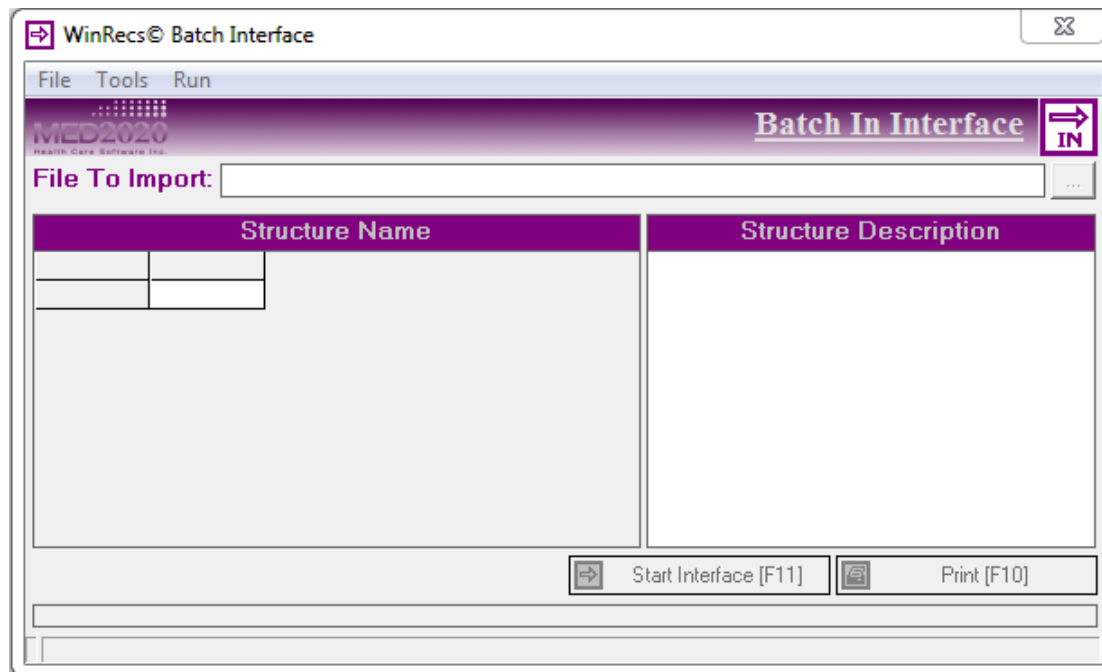 WinRecs© Batch Interface
File Tools Run
MED2020
Health Care Software Inc.
Batch In Interface
IN
File To Import:
...
Structure Name
Structure Description
Start Interface [F11]
Print [F10]